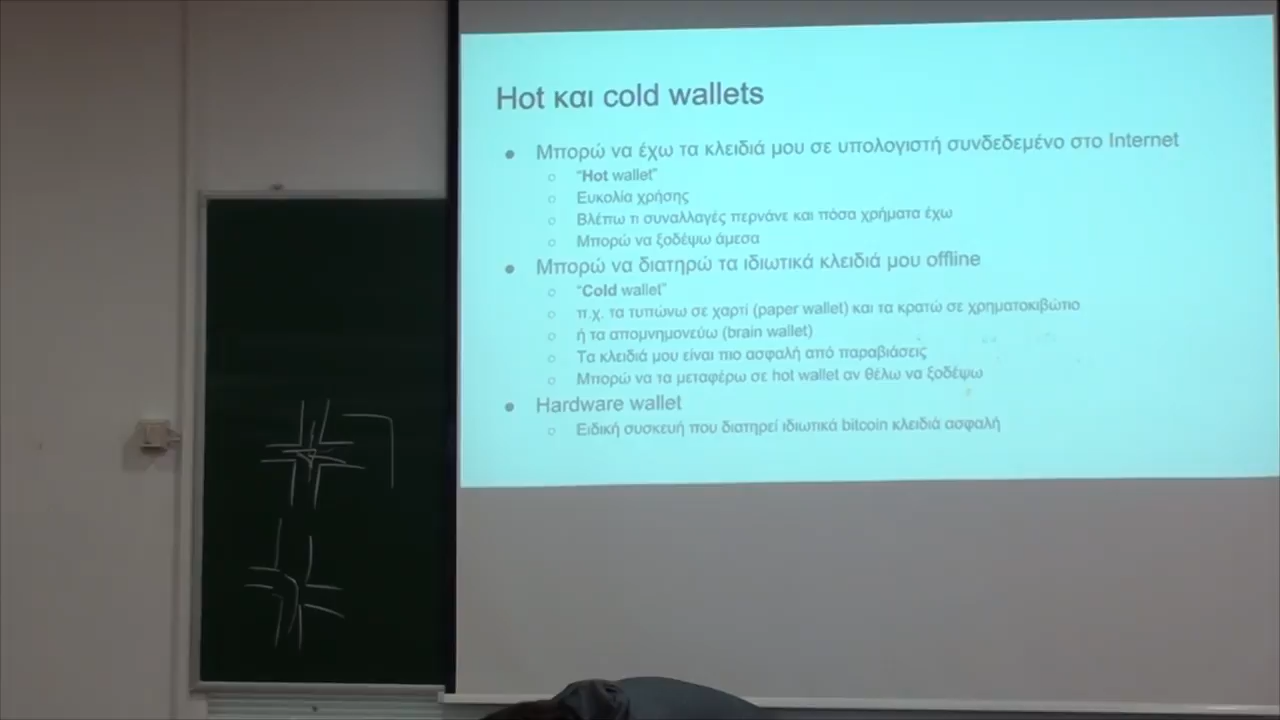 Hot και cold wallets
● Μπορώ να έχω τα κλειδιά μου σε υπολογιστή συνδεδεμένο στο Internet
○ “Hot wallet”
○ Ευκολία χρήσης
○ Βλέπω τι συναλλαγές περνάνε και πόσα χρήματα έχω
○ Μπορώ να ξοδέψω άμεσα
● Μπορώ να διατηρώ τα ιδιωτικά κλειδιά μου offline
○ “Cold wallet”
○ π.χ. τα τυπώνω σε χαρτί (paper wallet) και τα κρατώ σε χρηματοκιβώτιο
○ ή τα απομνημονεύω (brain wallet)
○ Τα κλειδιά μου είναι πιο ασφαλή από παραβιάσεις
○ Μπορώ να τα μεταφέρω σε hot wallet αν θέλω να ξοδέψω
● Hardware wallet
○ Ειδική συσκευή που διατηρεί ιδιωτικά bitcoin κλειδιά ασφαλή